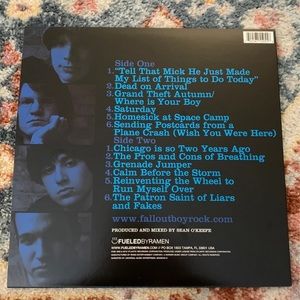 Side One
1."Tell That Mick He Just Made
My List of Things to Do Today"
2.Dead on Arrival
3.Grand Theft Autumn/
Where is Your Boy
4.Saturday
5.Homesick at Space Camp
6.Sending Postcards from a
Plane Crash (Wish You Were Here)
Side Two
1.Chicago is so Two Years Ago
2.The Pros and Cons of Breathing
3.Grenade Jumper
4.Calm Before the Storm
5.Reinventing the Wheel to
Run Myself Over
6.The Patron Saint of Liars
and Fakes
www.falloutboyrock.com
PRODUCED AND MIXED BY SEAN O'KEEFE
FUELEDBYRAMEN